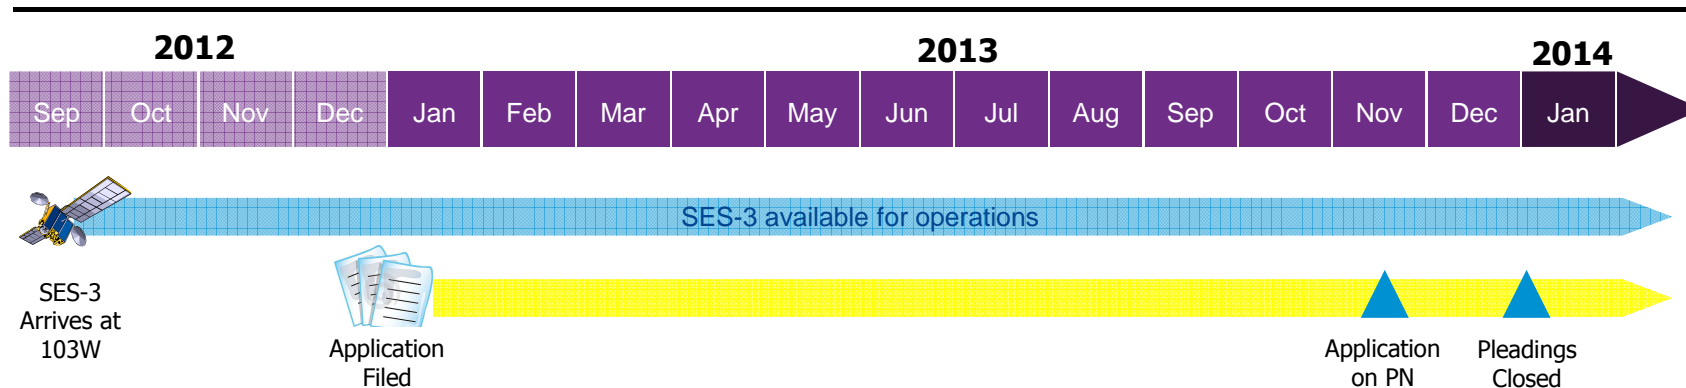 2012 2013 2014
Sep Oct Nov Dec Jan Feb Mar Apr May Jun Jul Aug Sep Oct Nov Dec Jan
SES-3 available for operations
SES-3
Arrives at
103W
Application
Filed
Application
on PN
Pleadings
Closed